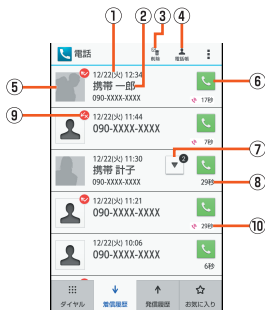 ① ② ③ ④
電話 削除 電話帳
⑤ 12/22(火) 12:34
携帯 一郎
090-XXXX-XXXX
17秒 ⑥
⑨ 12/22(火) 11:44
090-XXXX-XXXX
7秒
⑦
12/22(火) 11:30
携帯 計子 2
090-XXXX-XXXX
29秒 ⑧
12/22(火) 11:21
090-XXXX-XXXX
29秒 ⑩
12/22(火) 10:06
090-XXXX-XXXX
6秒
ダイヤル 着信履歴 発信履歴 お気に入り